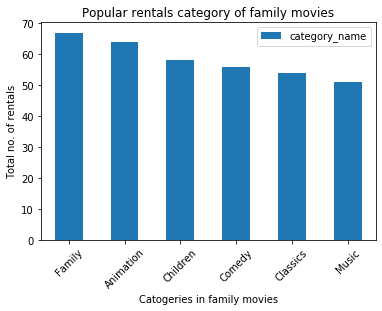 Popular rentals category of family movies
category_name
Total no. of rentals
70
60
50
40
30
20
10
0
Family
Animation
Children
Comedy
Classics
Music
Catogeries in family movies